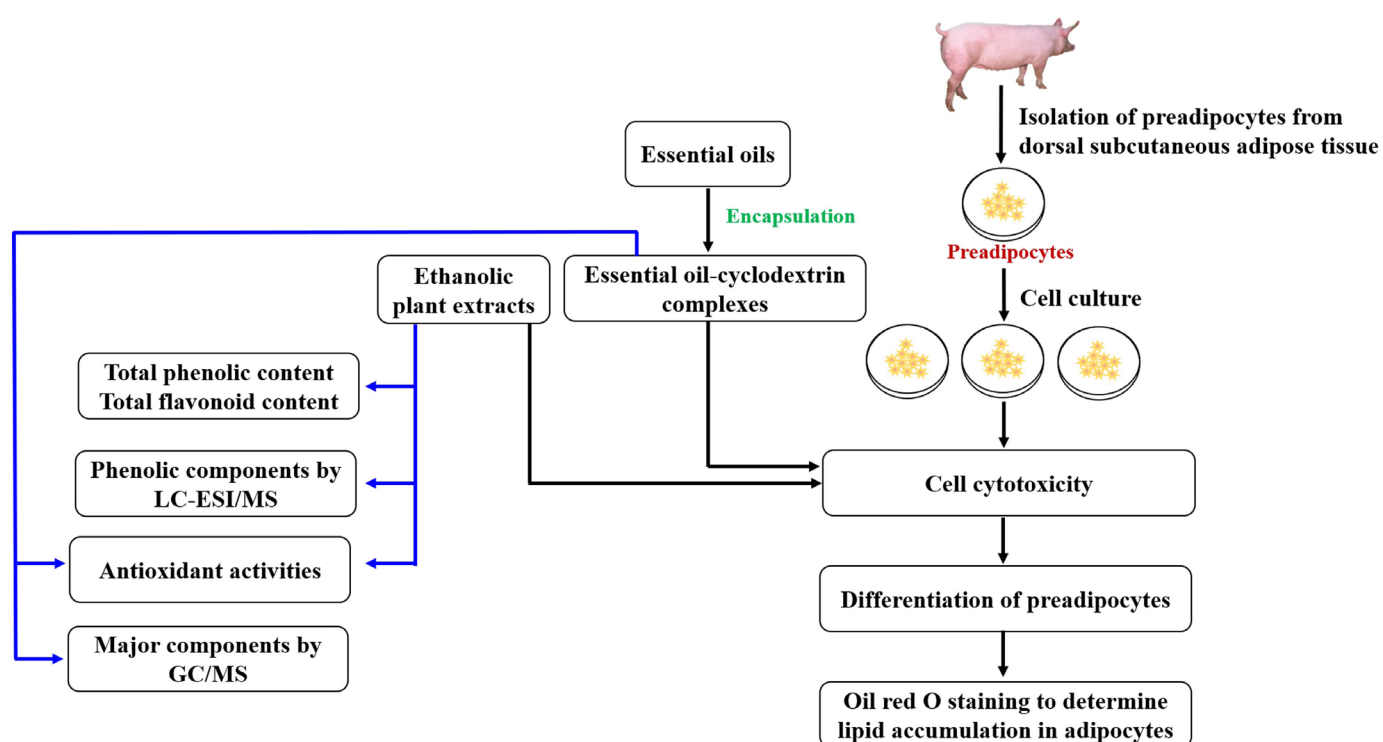 Isolation of preadipocytes from
dorsal subcutaneous adipose tissue
Essential oils
Encapsulation
Preadipocytes
Ethanolic
plant extracts
Essential oil-cyclodextrin
complexes
Cell culture
Total phenolic content
Total flavonoid content
Phenolic components by
LC-ESI/MS
Cell cytotoxicity
Antioxidant activities
Differentiation of preadipocytes
Major components by
GC/MS
Oil red O staining to determine
lipid accumulation in adipocytes